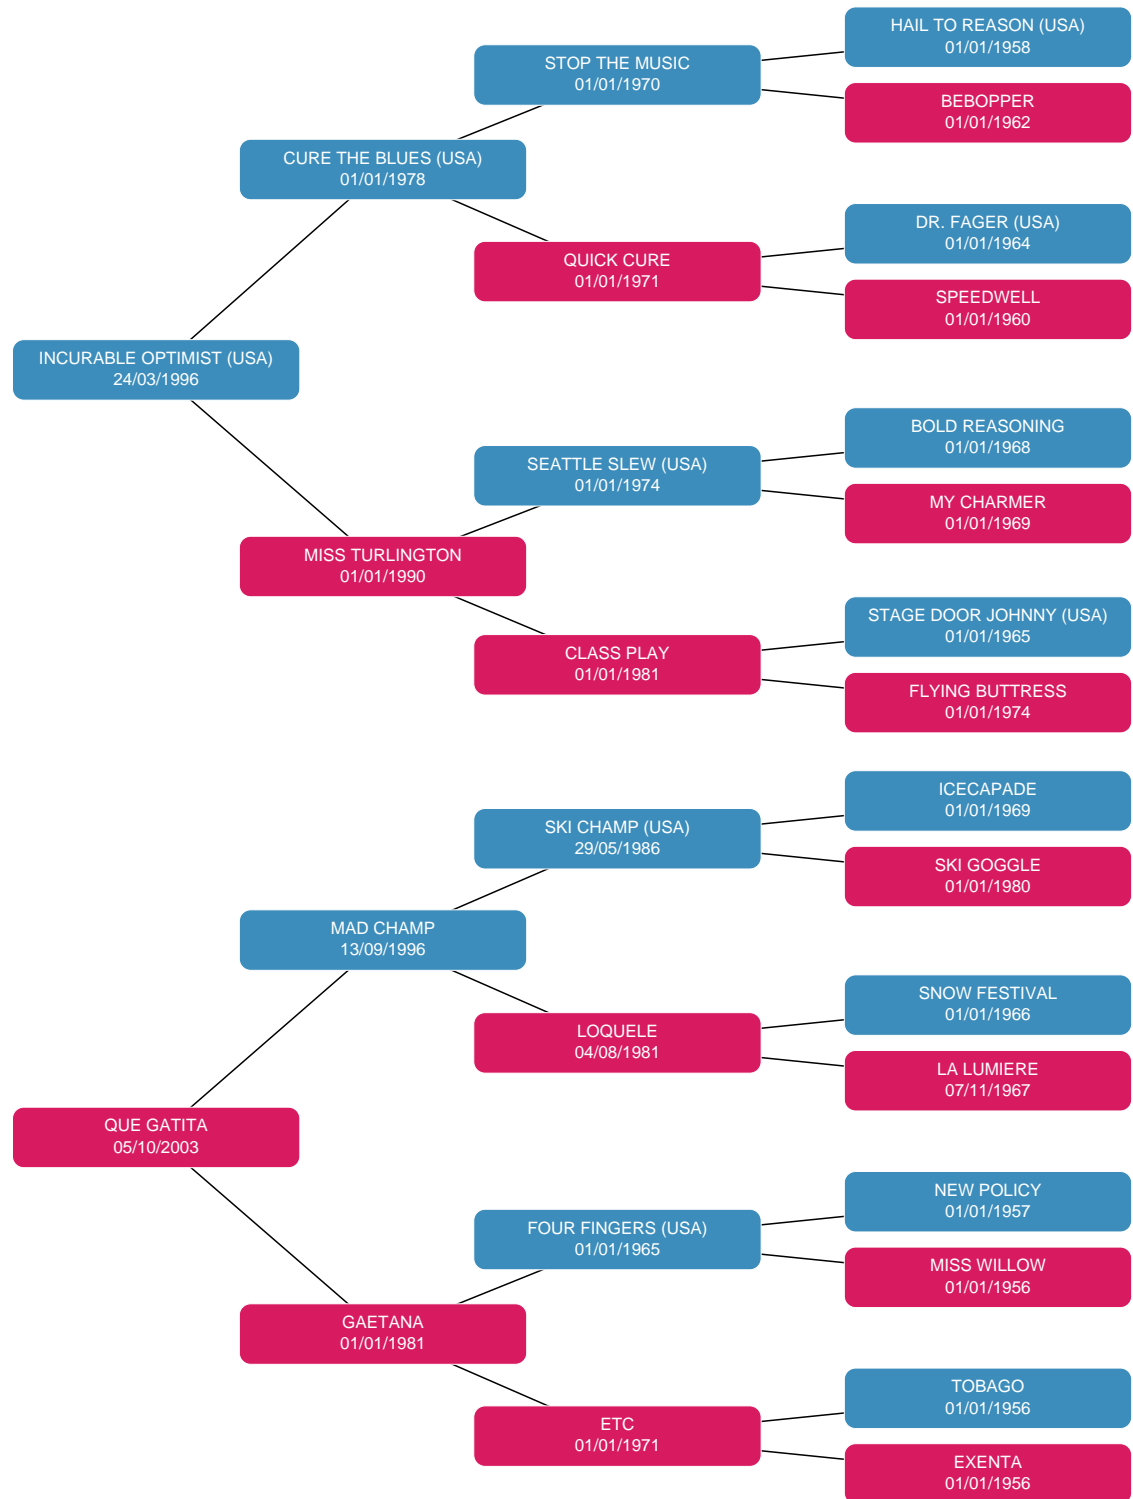 HAIL TO REASON (USA)
01/01/1958
STOP THE MUSIC
01/01/1970
BEBOPPER
01/01/1962
CURE THE BLUES (USA)
01/01/1978
DR. FAGER (USA)
01/01/1964
QUICK CURE
01/01/1971
SPEEDWELL
01/01/1960
INCURABLE OPTIMIST (USA)
24/03/1996
BOLD REASONING
01/01/1968
SEATTLE SLEW (USA)
01/01/1974
MY CHARMER
01/01/1969
MISS TURLINGTON
01/01/1990
STAGE DOOR JOHNNY (USA)
01/01/1965
CLASS PLAY
01/01/1981
FLYING BUTTRESS
01/01/1974
ICECAPADE
01/01/1969
SKI CHAMP (USA)
29/05/1986
SKI GOGGLE
01/01/1980
MAD CHAMP
13/09/1996
SNOW FESTIVAL
01/01/1966
LOQUELE
04/08/1981
LA LUMIERE
07/11/1967
QUE GATITA
05/10/2003
NEW POLICY
01/01/1957
FOUR FINGERS (USA)
01/01/1965
MISS WILLOW
01/01/1956
GAETANA
01/01/1981
TOBAGO
01/01/1956
ETC
01/01/1971
EXENTA
01/01/1956